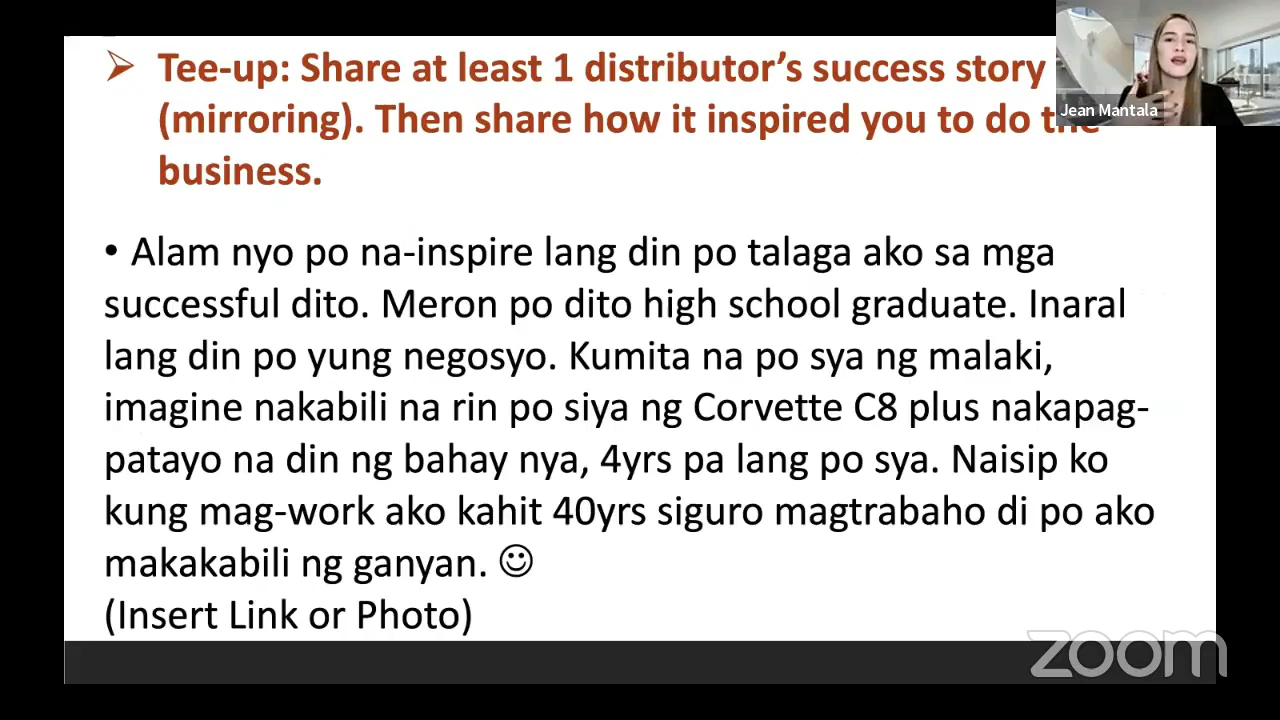 Tee-up: Share at least 1 distributor's success story
(mirroring). Then share how it inspired you to do the
business.
Jean Mantala
• Alam nyo po na-inspire lang din po talaga ako sa mga
successful dito. Meron po dito high school graduate. Inaral
lang din po yung negosyo. Kumita na po sya ng malaki,
imagine nakabili na rin po siya ng Corvette C8 plus nakapag-
patayo na din ng bahay nya, 4yrs pa lang po sya. Naisip ko
kung mag-work ako kahit 40yrs siguro magtrabaho di po ako
makakabili ng ganyan. ☺
(Insert Link or Photo)
zoom